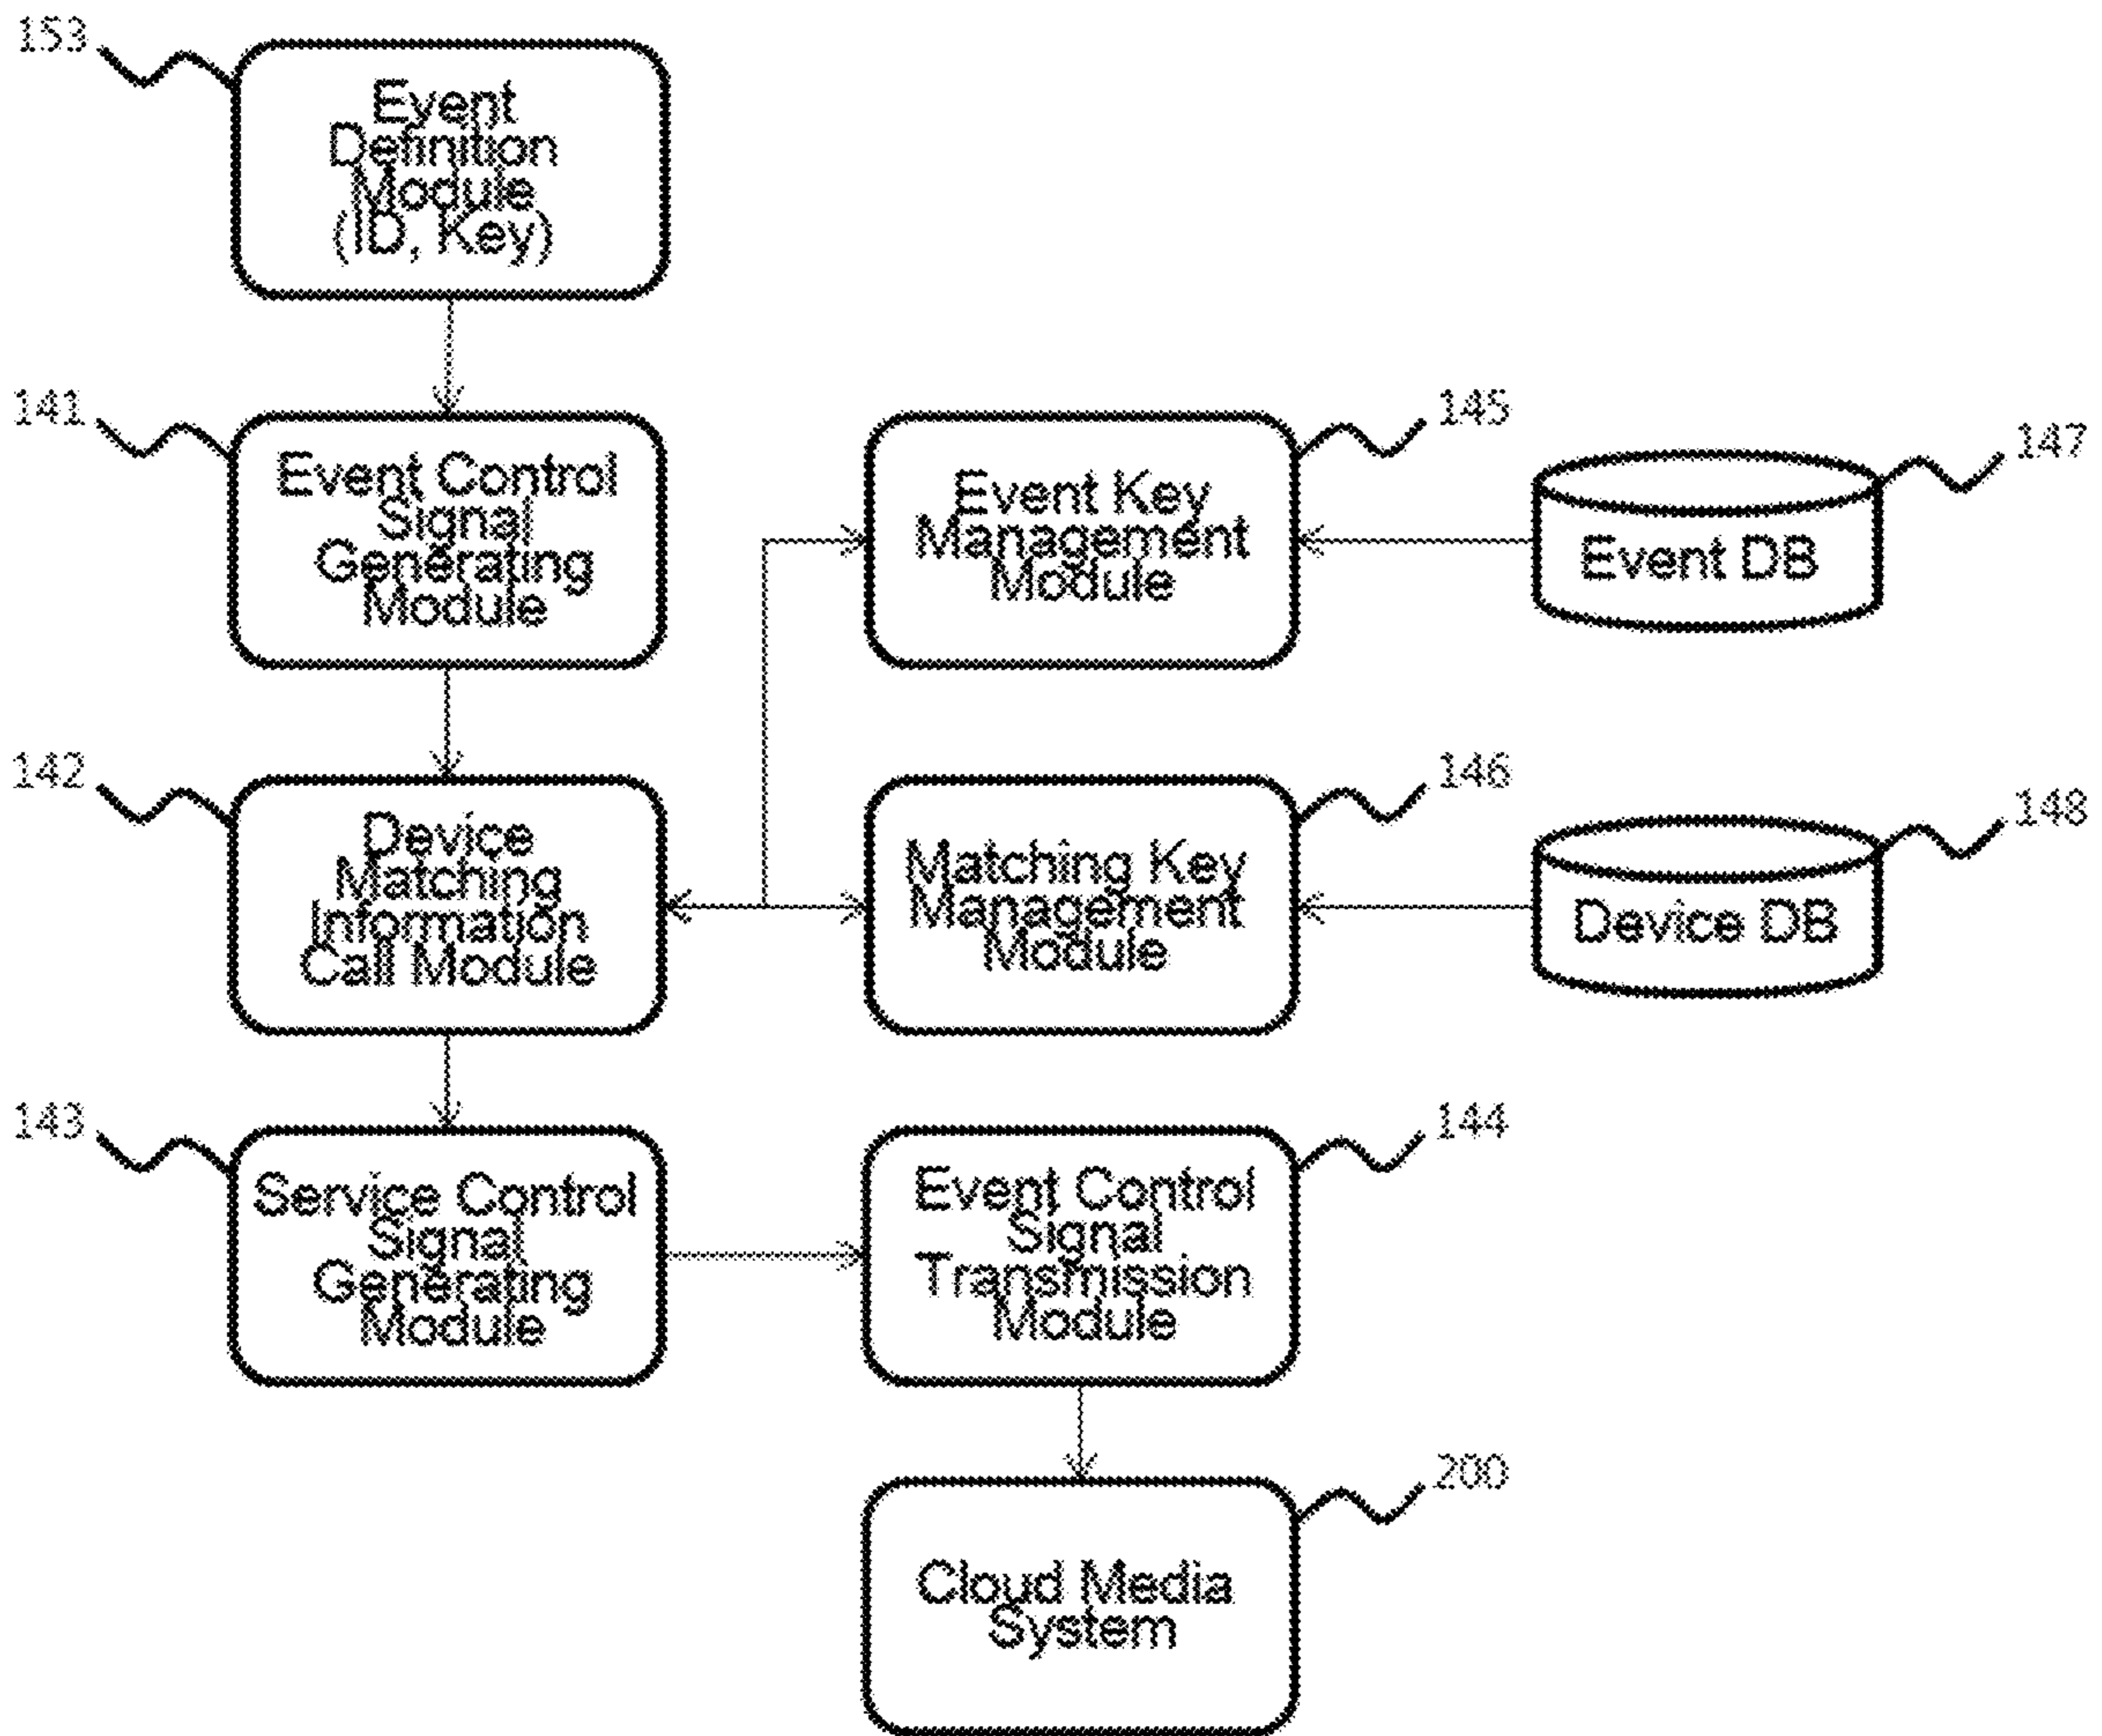 153
Event
Definition
Module
(ID, Key)
141
Event Control
Signal
Generating
Module
145
Event Key
Management
Module
147
Event DB
142
Device
Matching
Information
Call Module
146
Matching Key
Management
Module
148
Device DB
143
Service Control
Signal
Generating
Module
144
Event Control
Signal
Transmission
Module
200
Cloud Media
System